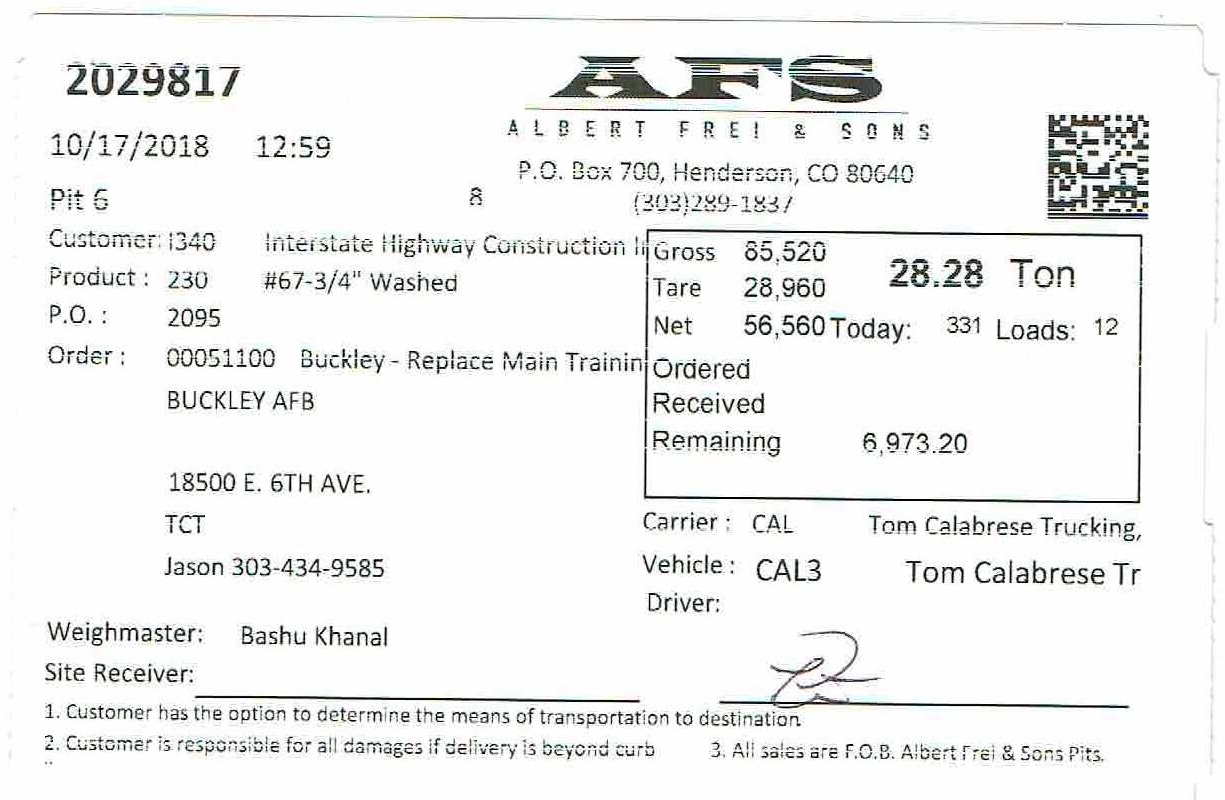 2029817
AFS
ALBERT FREI & SONS
10/17/2018 12:59
P.O. Box 700, Henderson, CO 80640
Pit 6 8
(303)289-1837
Customer: I340 Interstate Highway Construction I
Product : 230 #67-3/4" Washed
P.O. : 2095
Order : 00051100 Buckley - Replace Main Trainin
BUCKLEY AFB
18500 E. 6TH AVE.
TCT
Jason 303-434-9585
Gross 85,520
28.28 Ton
Tare 28,960
Net 56,560 Today: 331 Loads: 12
Ordered
Received
Remaining 6,973.20
Carrier : CAL Tom Calabrese Trucking,
Vehicle : CAL3 Tom Calabrese Tr
Driver:
Weighmaster: Bashu Khanal
Site Receiver:
1. Customer has the option to determine the means of transportation to destination
2. Customer is responsible for all damages if delivery is beyond curb 3. All sales are F.O.B. Albert Frei & Sons Pits.